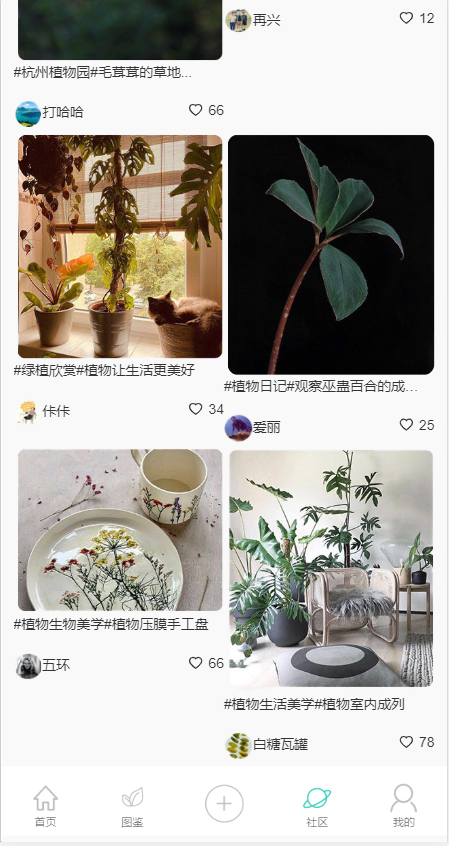 再兴
12
#杭州植物园#毛茸茸的草地...
打哈哈
66
#绿植欣赏#植物让生活更美好
佧佧
34
#植物日记#观察巫蛊百合的成...
爱丽
25
#植物生物美学#植物压膜手工盘
五环
66
#植物生活美学#植物室内成列
白糖瓦罐
78
首页
图鉴
社区
我的